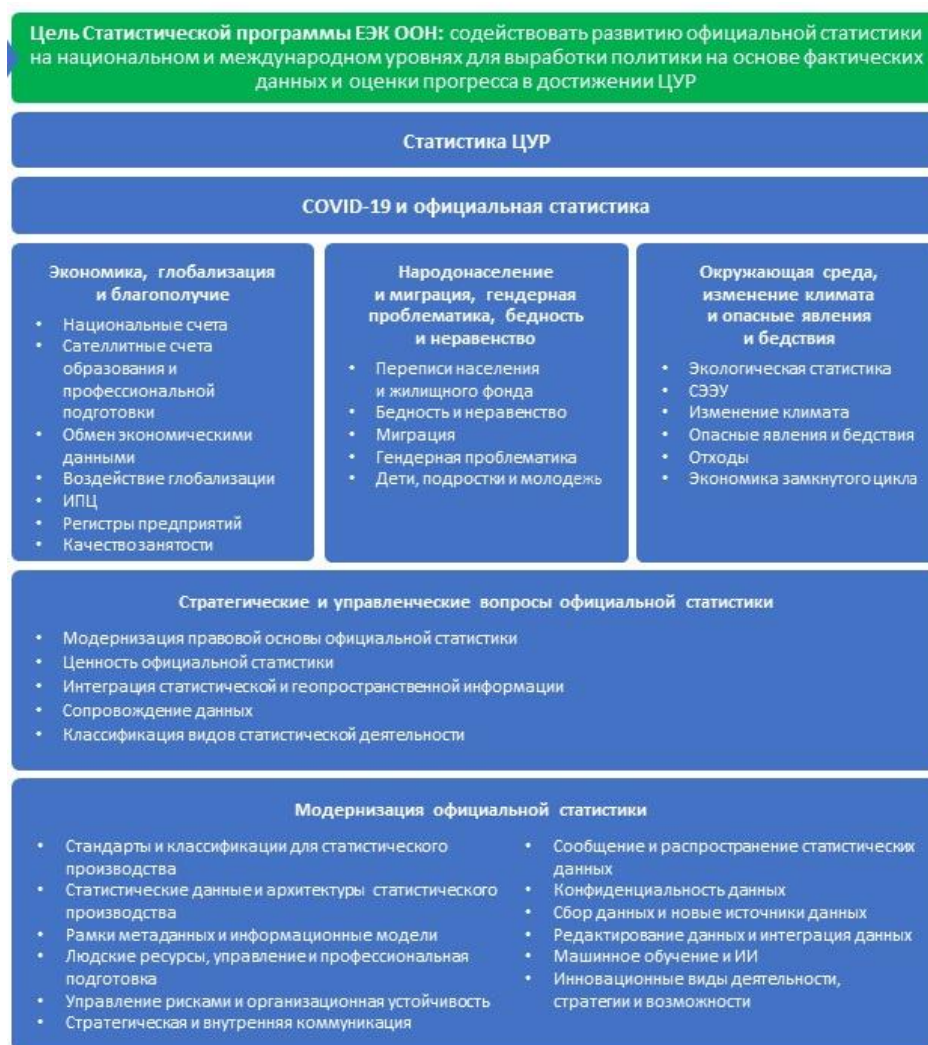 Цель Статистической программы ЕЭК ООН: содействовать развитию официальной статистики
на национальном и международном уровнях для выработки политики на основе фактических
данных и оценки прогресса в достижении ЦУР
Статистика ЦУР
COVID-19 и официальная статистика
Экономика, глобализация
и благополучие
• Национальные счета
• Сателлитные счета
образования и
профессиональной
подготовки
• Обмен экономическими
данными
• Воздействие глобализации
• ИПЦ
• Регистры предприятий
• Качество занятости
Народонаселение
и миграция, гендерная
проблематика, бедность
и неравенство
• Переписи населения
и жилищного фонда
• Бедность и неравенство
• Миграция
• Гендерная проблематика
• Дети, подростки и молодежь
Окружающая среда,
изменение климата
и опасные явления
и бедствия
• Экологическая статистика
• СЭЭУ
• Изменение климата
• Опасные явления и бедствия
• Отходы
• Экономика замкнутого цикла
Стратегические и управленческие вопросы официальной статистики
• Модернизация правовой основы официальной статистики
• Ценность официальной статистики
• Интеграция статистической и геопространственной информации
• Сопровождение данных
• Классификация видов статистической деятельности
Модернизация официальной статистики
• Стандарты и классификации для статистического
производства
• Статистические данные и архитектуры статистического
производства
• Рамки метаданных и информационные модели
• Людские ресурсы, управление и профессиональная
подготовка
• Управление рисками и организационная устойчивость
• Стратегическая и внутренняя коммуникация
• Сообщение и распространение статистических
данных
• Конфиденциальность данных
• Сбор данных и новые источники данных
• Редактирование данных и интеграция данных
• Машинное обучение и ИИ
• Инновационные виды деятельности,
стратегии и возможности